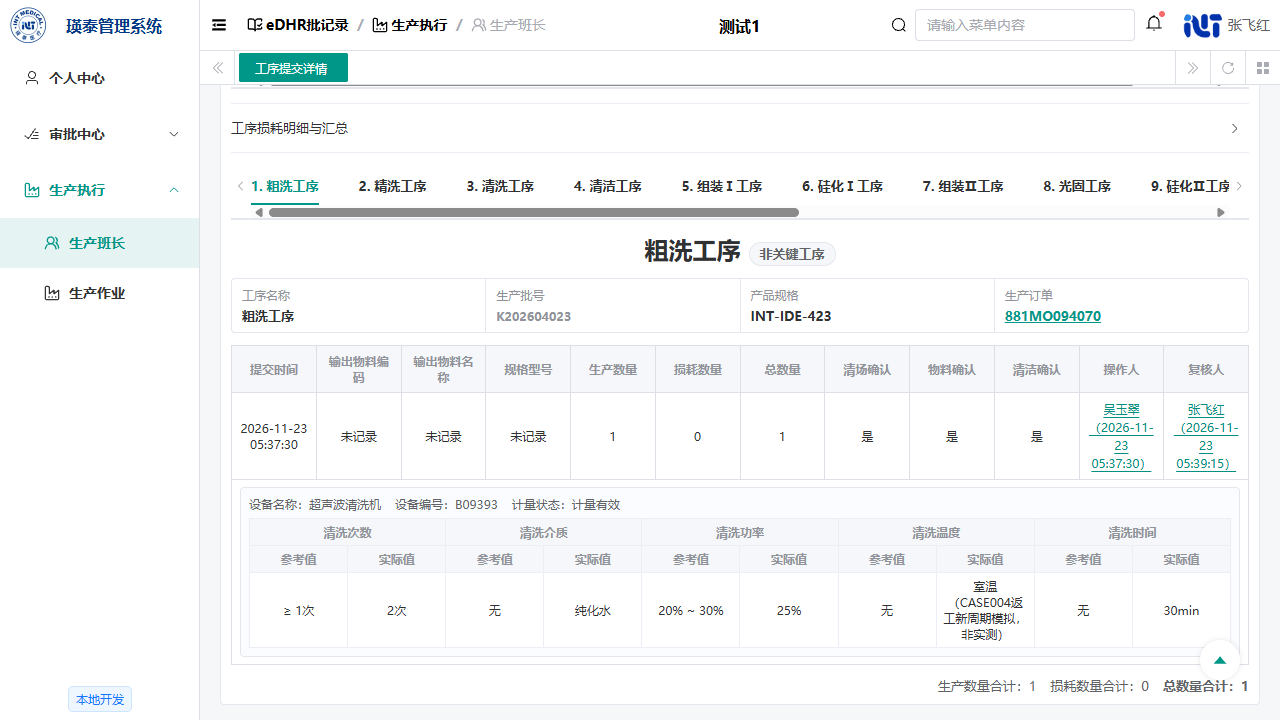 瑛泰管理系统
eDHR批记录 / 生产执行 / 生产班长
测试1
请输入菜单内容
张飞红
个人中心
审批中心
生产执行
生产班长
生产作业
本地开发
工序提交详情
工序损耗明细与汇总
1. 粗洗工序
2. 精洗工序
3. 清洗工序
4. 清洁工序
5. 组装 I 工序
6. 硅化 I 工序
7. 组装II工序
8. 光固工序
9. 硅化II工序
粗洗工序 非关键工序
工序名称
粗洗工序
生产批号
K202604023
产品规格
INT-IDE-423
生产订单
881MO094070
提交时间
输出物料编码
输出物料名称
规格型号
生产数量
损耗数量
总数量
清场确认
物料确认
清洁确认
操作人
复核人
2026-11-23 05:37:30
未记录
未记录
未记录
1
0
1
是
是
是
吴玉翠（2026-11-23 05:37:30）
张飞红（2026-11-23 05:39:15）
设备名称：超声波清洗机 设备编号：B09393 计量状态：计量有效
清洗次数
清洗介质
清洗功率
清洗温度
清洗时间
参考值
实际值
参考值
实际值
参考值
实际值
参考值
实际值
参考值
实际值
≥ 1次
2次
无
纯化水
20% ~ 30%
25%
无
室温（CASE004返工新周期模拟，非实测）
无
30min
生产数量合计：1 损耗数量合计：0 总数量合计：1